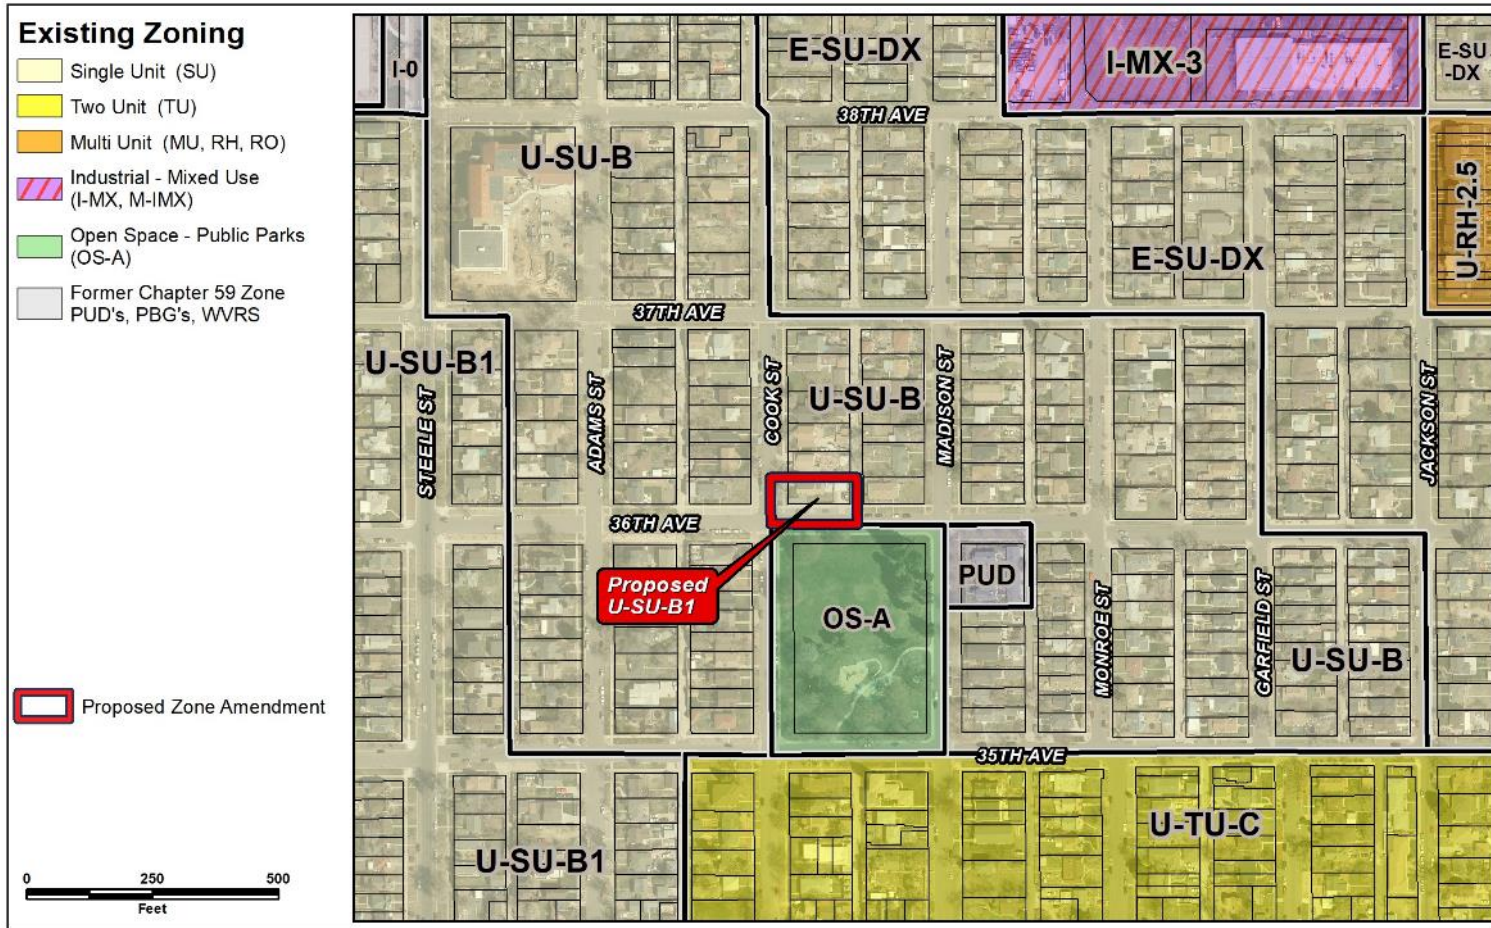 Existing Zoning
Single Unit (SU)
Two Unit (TU)
Multi Unit (MU, RH, RO)
Industrial - Mixed Use
(I-MX, M-IMX)
Open Space - Public Parks
(OS-A)
Former Chapter 59 Zone
PUD's, PBG's, WVRS
Proposed Zone Amendment
0 250 500
Feet
I-0
E-SU-DX
I-MX-3
E-SU
-DX
38TH AVE
U-SU-B
U-RH-2.5
E-SU-DX
37TH AVE
U-SU-B1
STEELE ST
ADAMS ST
COOK ST
U-SU-B
MADISON ST
JACKSON ST
36TH AVE
Proposed
U-SU-B1
OS-A
PUD
MONROE ST
GARFIELD ST
U-SU-B
35TH AVE
U-TU-C
U-SU-B1